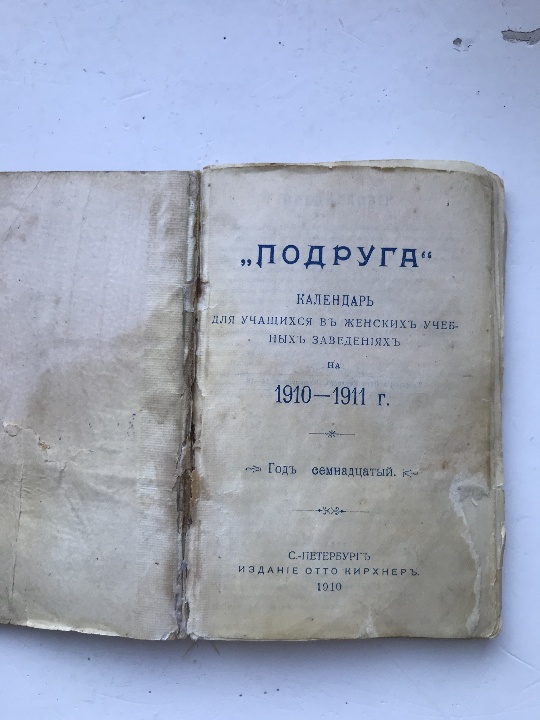 „ПОДРУГА“
КАЛЕНДАРЬ
ДЛЯ УЧАЩИХСЯ ВЪ ЖЕНСКИХЪ УЧЕБ-
НЫХЪ ЗАВЕДЕНІЯХЪ
НА
1910—1911 г.
Годъ семнадцатый.
С.-ПЕТЕРБУРГЪ
ИЗДАНІЕ ОТТО КИРХНЕРЪ.
1910